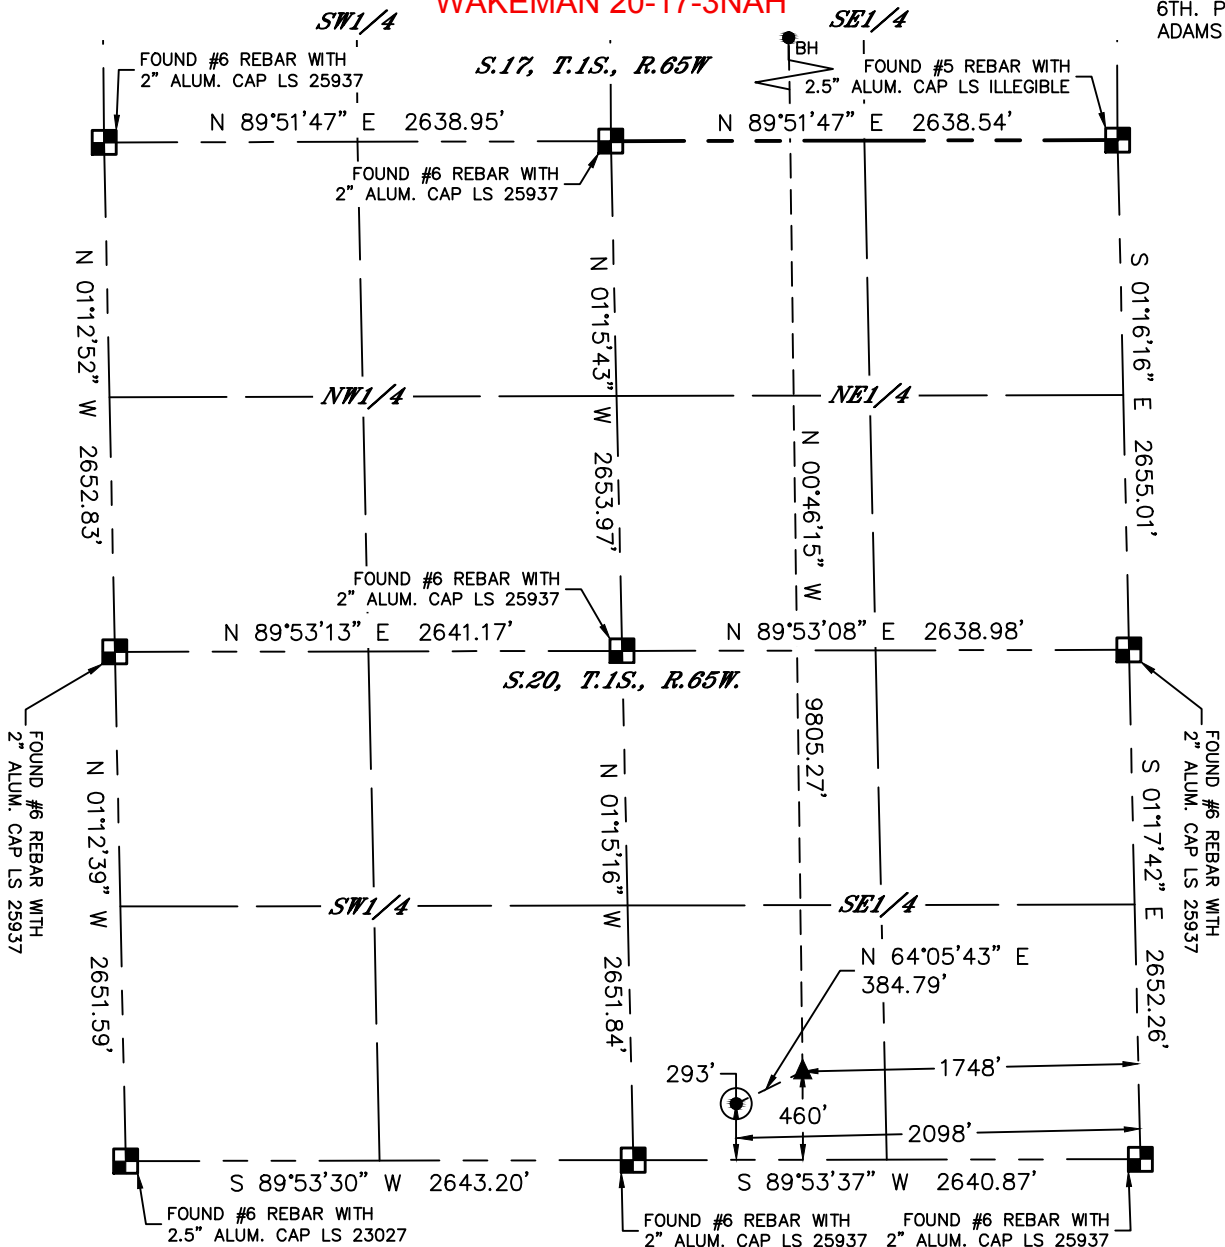 WAKEMAN 20-17-3NAH
6TH. P
ADAMS
SW1/4
SE1/4
FOUND #6 REBAR WITH
2" ALUM. CAP LS 25937
S.17, T.1S., R.65W
BH
FOUND #5 REBAR WITH
2.5" ALUM. CAP LS ILLEGIBLE
N 89°51'47" E 2638.95'
N 89°51'47" E 2638.54'
FOUND #6 REBAR WITH
2" ALUM. CAP LS 25937
N 01°12'52" W 2652.83'
N 01°15'43" W 2653.97'
S 01°16'16" E 2655.01'
NW1/4
NE1/4
N 00°46'15" W
9805.27'
FOUND #6 REBAR WITH
2" ALUM. CAP LS 25937
N 89°53'13" E 2641.17'
N 89°53'08" E 2638.98'
S.20, T.1S., R.65W.
FOUND #6 REBAR WITH
2" ALUM. CAP LS 25937
FOUND #6 REBAR WITH
2" ALUM. CAP LS 25937
N 01°12'39" W 2651.59'
N 01°15'16" W 2651.84'
S 01°17'42" E 2652.26'
SW1/4
SE1/4
N 64°05'43" E
384.79'
293'
1748'
460'
2098'
S 89°53'30" W 2643.20'
S 89°53'37" W 2640.87'
FOUND #6 REBAR WITH
2.5" ALUM. CAP LS 23027
FOUND #6 REBAR WITH
2" ALUM. CAP LS 25937
FOUND #6 REBAR WITH
2" ALUM. CAP LS 25937